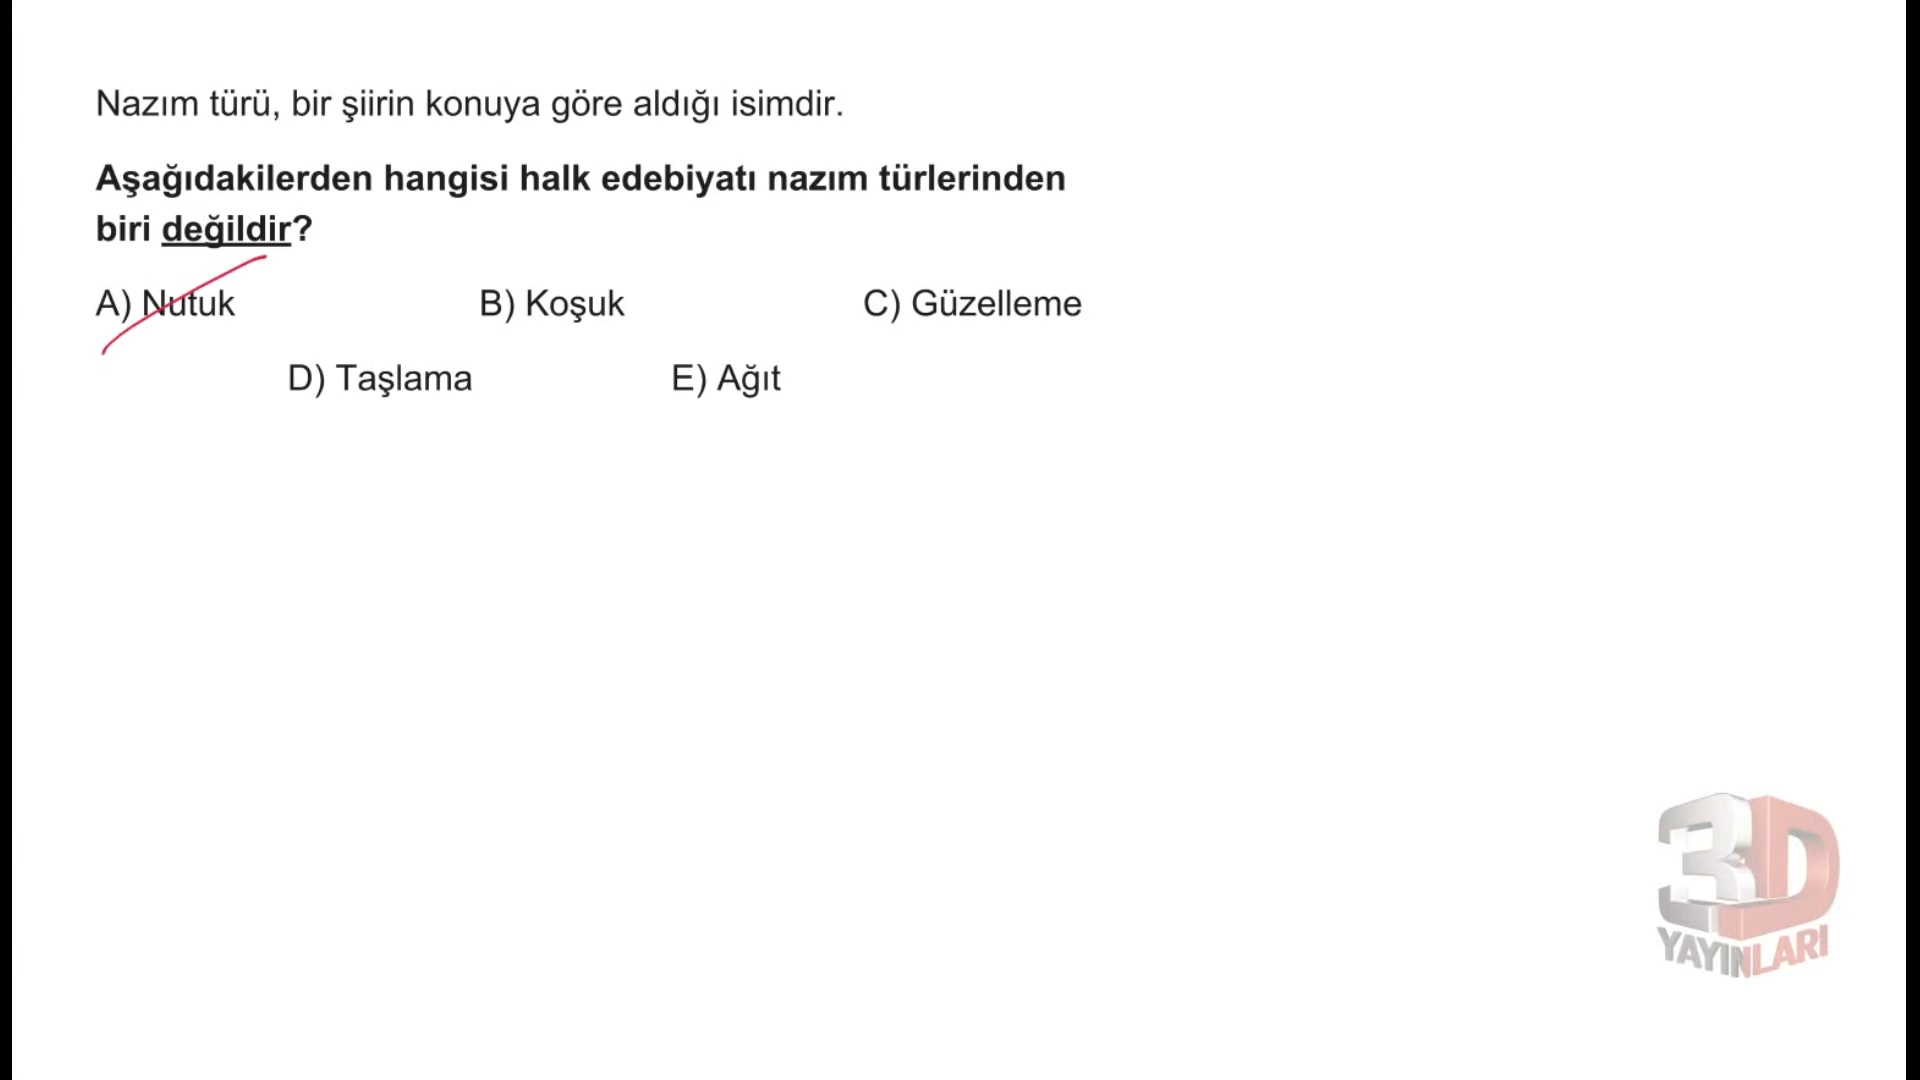 Nazım türü, bir şiirin konuya göre aldığı isimdir.
Aşağıdakilerden hangisi halk edebiyatı nazım türlerinden
biri değildir?
A) Nutuk B) Koşuk C) Güzelleme
D) Taşlama E) Ağıt
3D
YAYINLARI